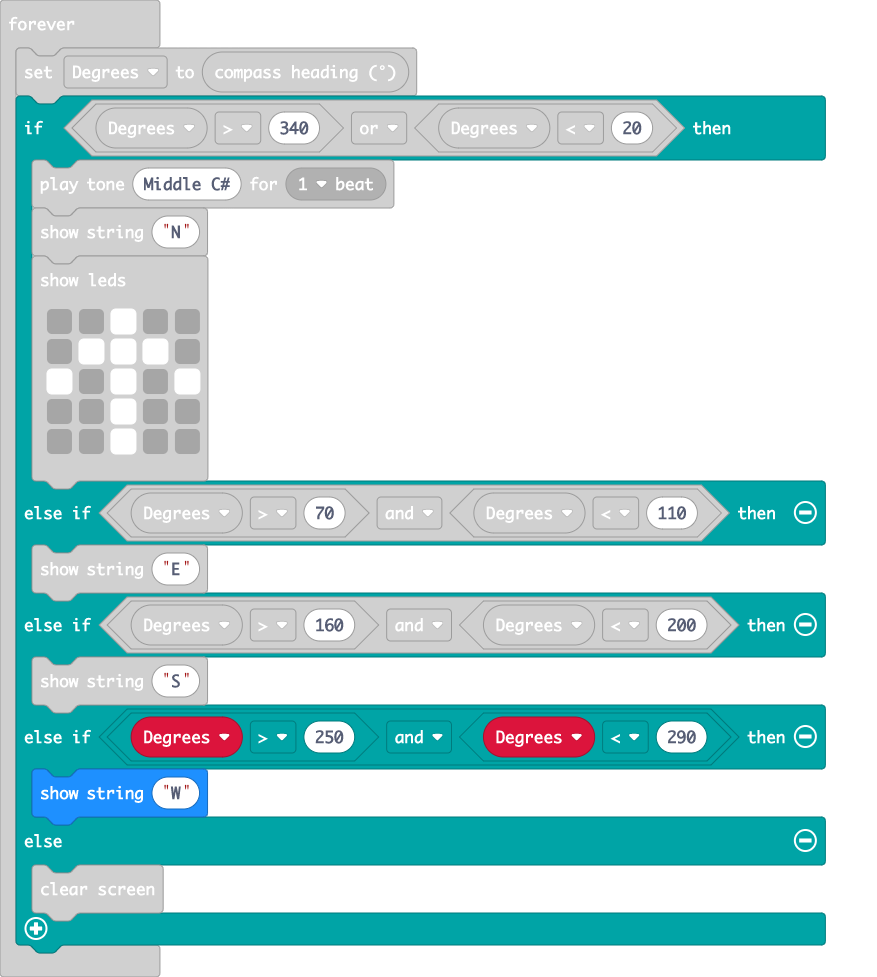 forever
set Degrees to compass heading (°)
if Degrees > 340 or Degrees < 20 then
play tone Middle C# for 1 beat
show string "N"
show leds
else if Degrees > 70 and Degrees < 110 then
show string "E"
else if Degrees > 160 and Degrees < 200 then
show string "S"
else if Degrees > 250 and Degrees < 290 then
show string "W"
else
clear screen